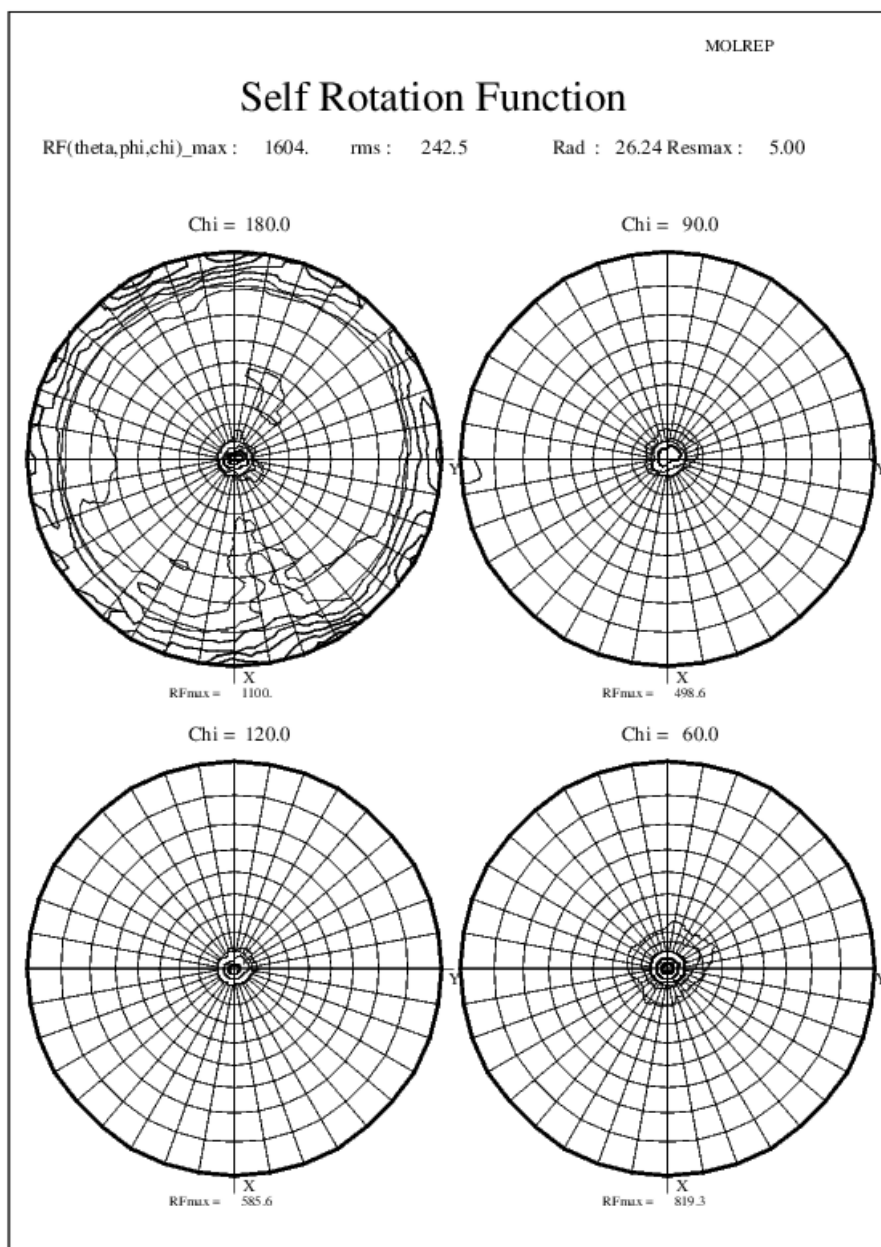 MOLREP
Self Rotation Function
RF(theta,phi,chi)_max : 1604. rms : 242.5 Rad : 26.24 Resmax : 5.00
Chi = 180.0 Chi = 90.0
Y Y
X X
RFmax = 1100. RFmax = 498.6
Chi = 120.0 Chi = 60.0
Y Y
X X
RFmax = 585.6 RFmax = 819.3